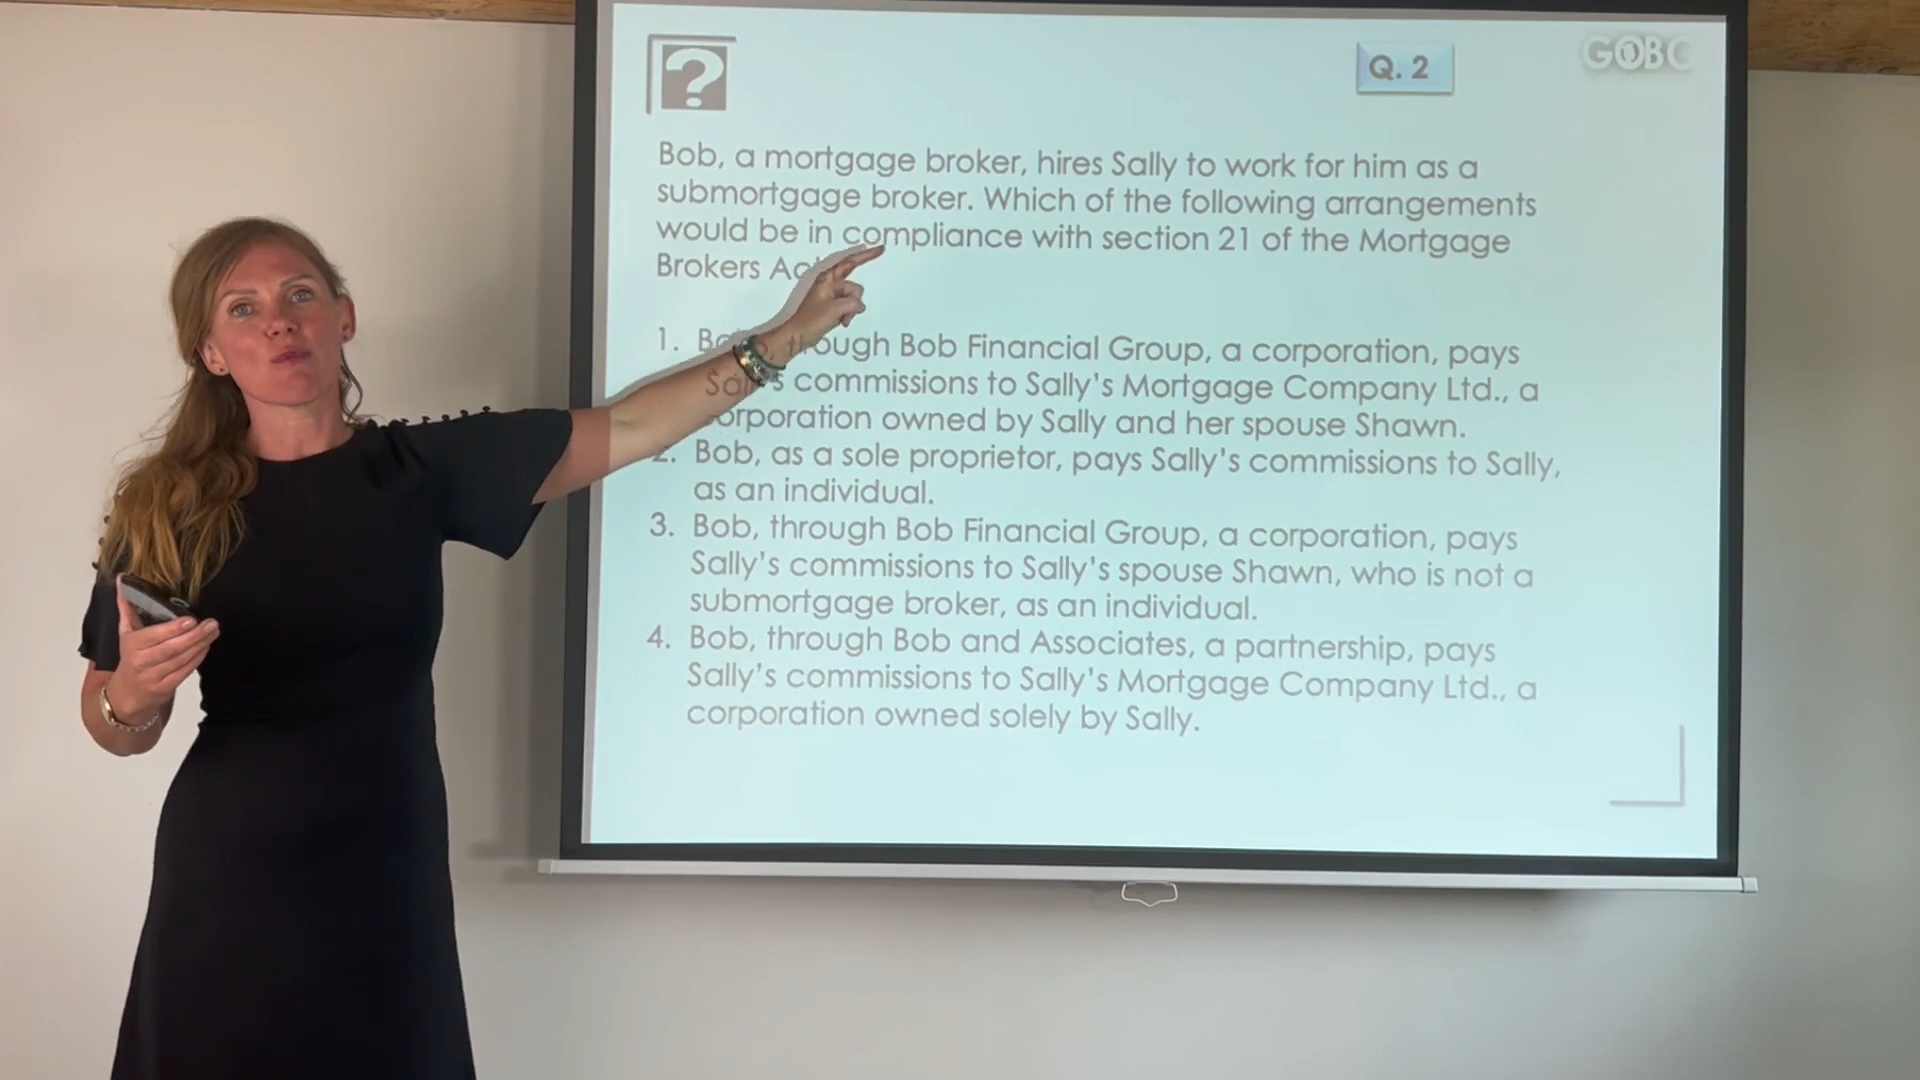 ?
Q. 2
GOBC
Bob, a mortgage broker, hires Sally to work for him as a
submortgage broker. Which of the following arrangements
would be in compliance with section 21 of the Mortgage
Brokers
1. through Bob Financial Group, a corporation, pays
commissions to Sally's Mortgage Company Ltd., a
corporation owned by Sally and her spouse Shawn.
2. Bob, as a sole proprietor, pays Sally's commissions to Sally,
as an individual.
3. Bob, through Bob Financial Group, a corporation, pays
Sally's commissions to Sally's spouse Shawn, who is not a
submortgage broker, as an individual.
4. Bob, through Bob and Associates, a partnership, pays
Sally's commissions to Sally's Mortgage Company Ltd., a
corporation owned solely by Sally.